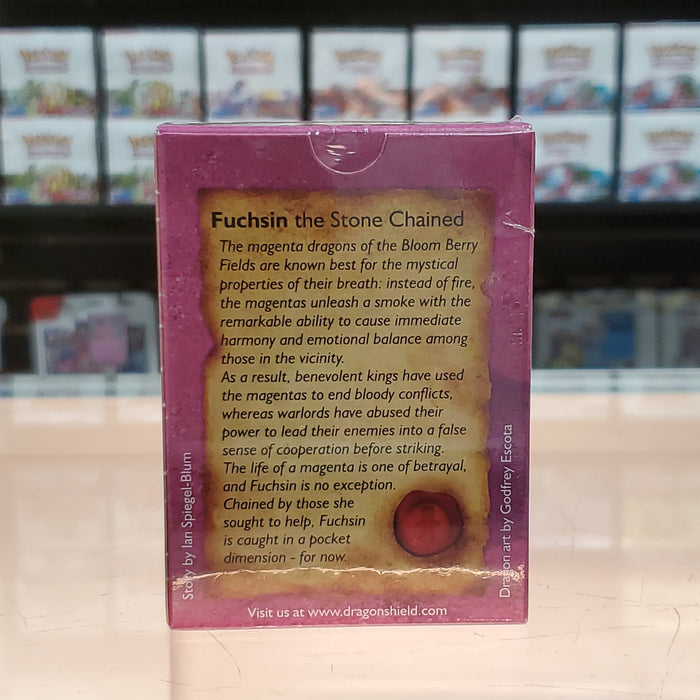 Fuchsin the Stone Chained
The magenta dragons of the Bloom Berry
Fields are known best for the mystical
properties of their breath: instead of fire,
the magentas unleash a smoke with the
remarkable ability to cause immediate
harmony and emotional balance among
those in the vicinity.
As a result, benevolent kings have used
the magentas to end bloody conflicts,
whereas warlords have abused their
power to lead their enemies into a false
sense of cooperation before striking.
The life of a magenta is one of betrayal,
and Fuchsin is no exception.
Chained by those she
sought to help, Fuchsin
is caught in a pocket
dimension - for now.
Story by Ian Spiegel-Blum
Dragon art by Godfrey Escota
Visit us at www.dragonshield.com